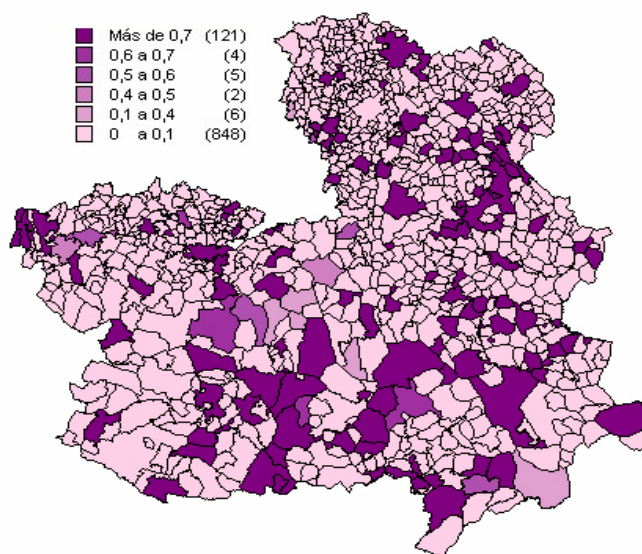 Más de 0,7 (121)
0,6 a 0,7 (4)
0,5 a 0,6 (5)
0,4 a 0,5 (2)
0,1 a 0,4 (6)
0 a 0,1 (848)